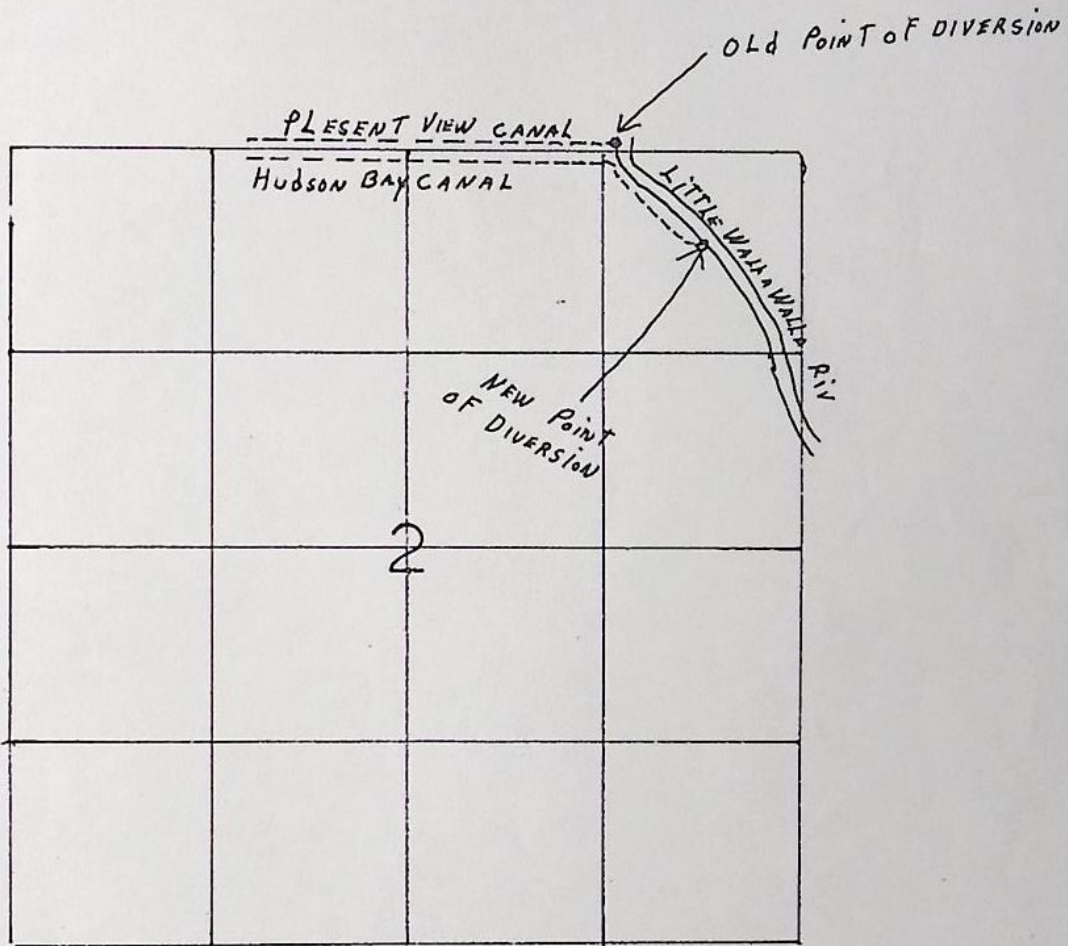 OLd POINT OF DIVERSION
PLESENT VIEW CANAL
Hudson BAY CANAL
LITTLE WALLA WALLA RIV
NEW POINT
OF DIVERSION
2